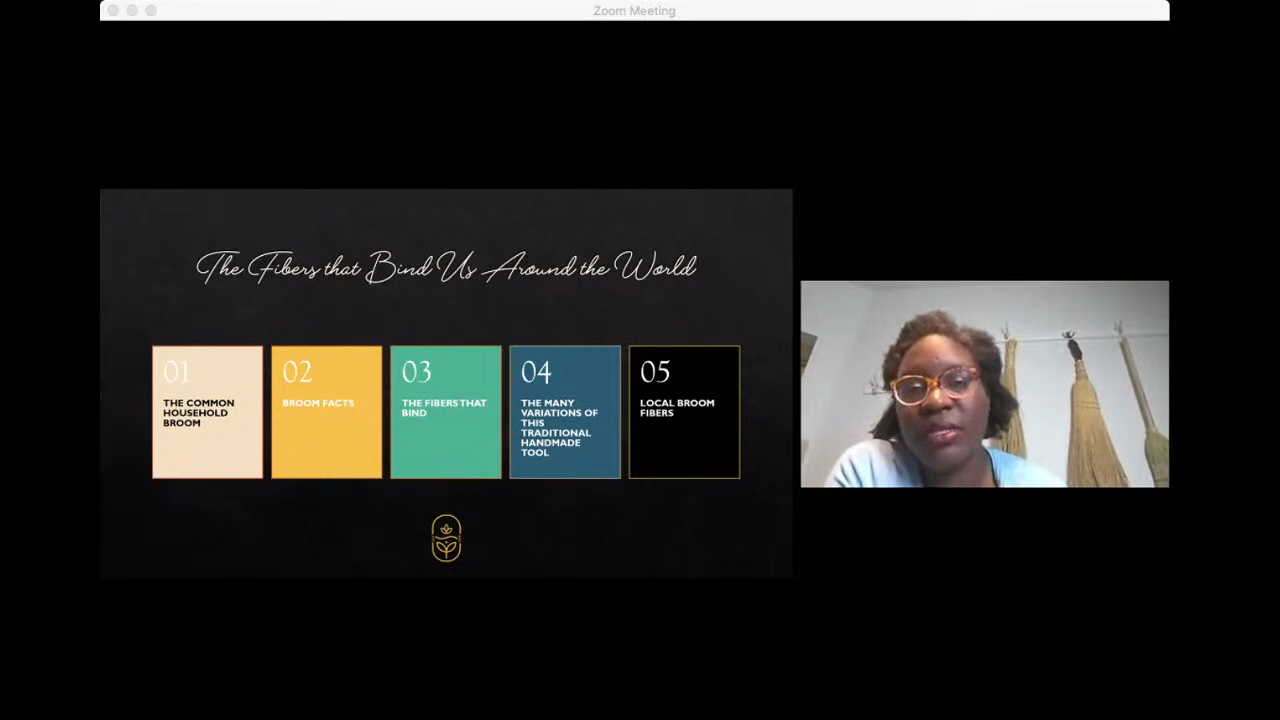 Zoom Meeting
The Fibers that Bind Us Around the World
01
THE COMMON
HOUSEHOLD
BROOM
02
BROOM FACTS
03
THE FIBERS THAT
BIND
04
THE MANY
VARIATIONS OF
THIS
TRADITIONAL
HANDMADE
TOOL
05
LOCAL BROOM
FIBERS